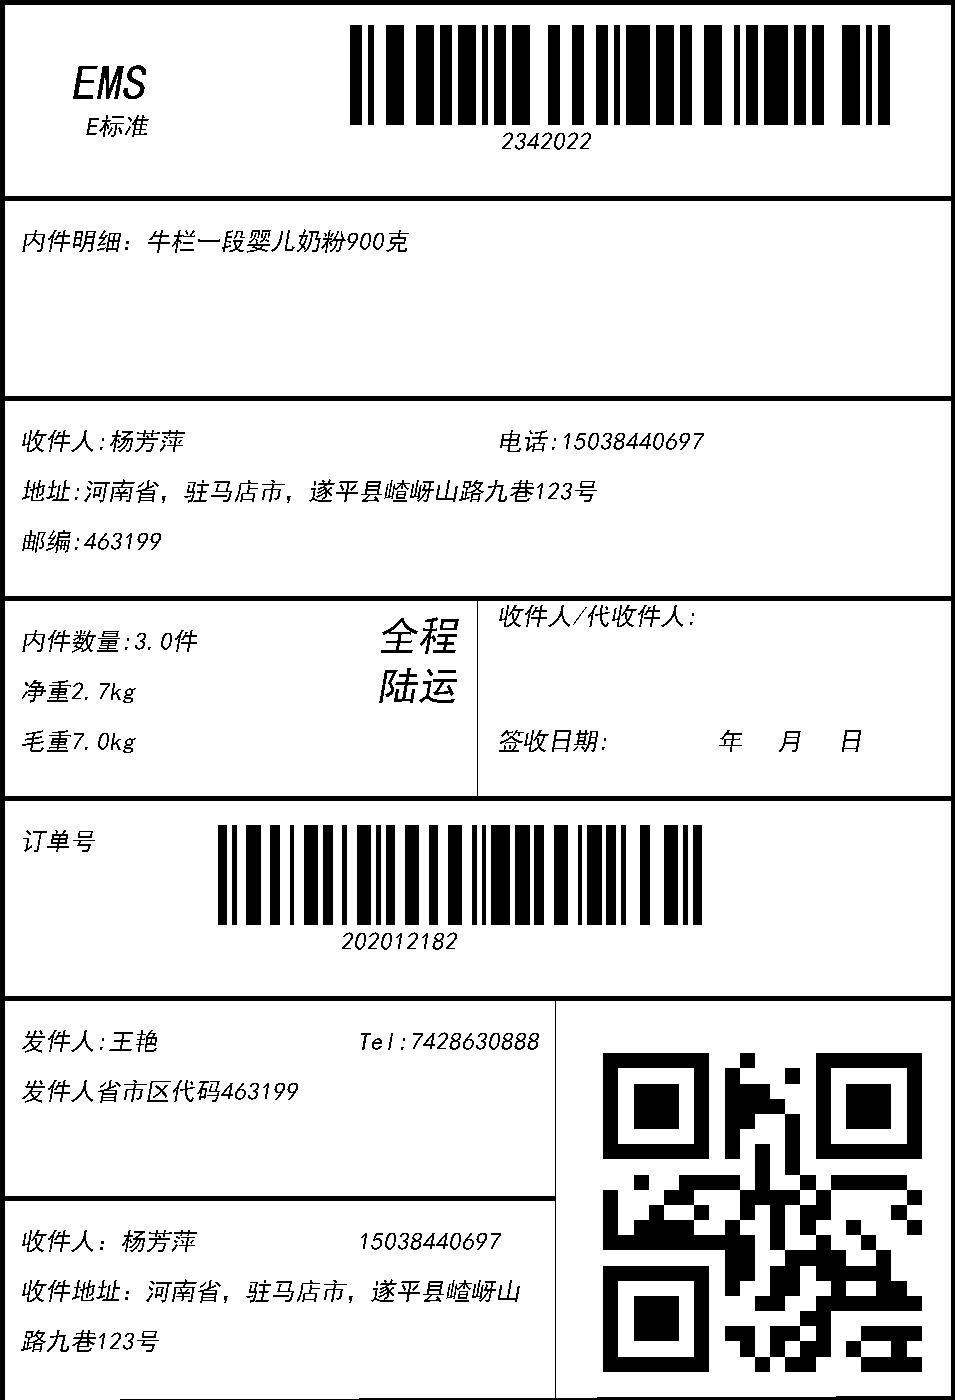 EMS
E标准
2342022
内件明细：牛栏一段婴儿奶粉900克
收件人:杨芳萍 电话:15038440697
地址:河南省，驻马店市，遂平县嵖岈山路九巷123号
邮编:463199
内件数量:3.0件
净重2.7kg
毛重7.0kg
全程
陆运
收件人/代收件人:
签收日期: 年 月 日
订单号
202012182
发件人:王艳 Tel:7428630888
发件人省市区代码463199
收件人：杨芳萍 15038440697
收件地址：河南省，驻马店市，遂平县嵖岈山
路九巷123号